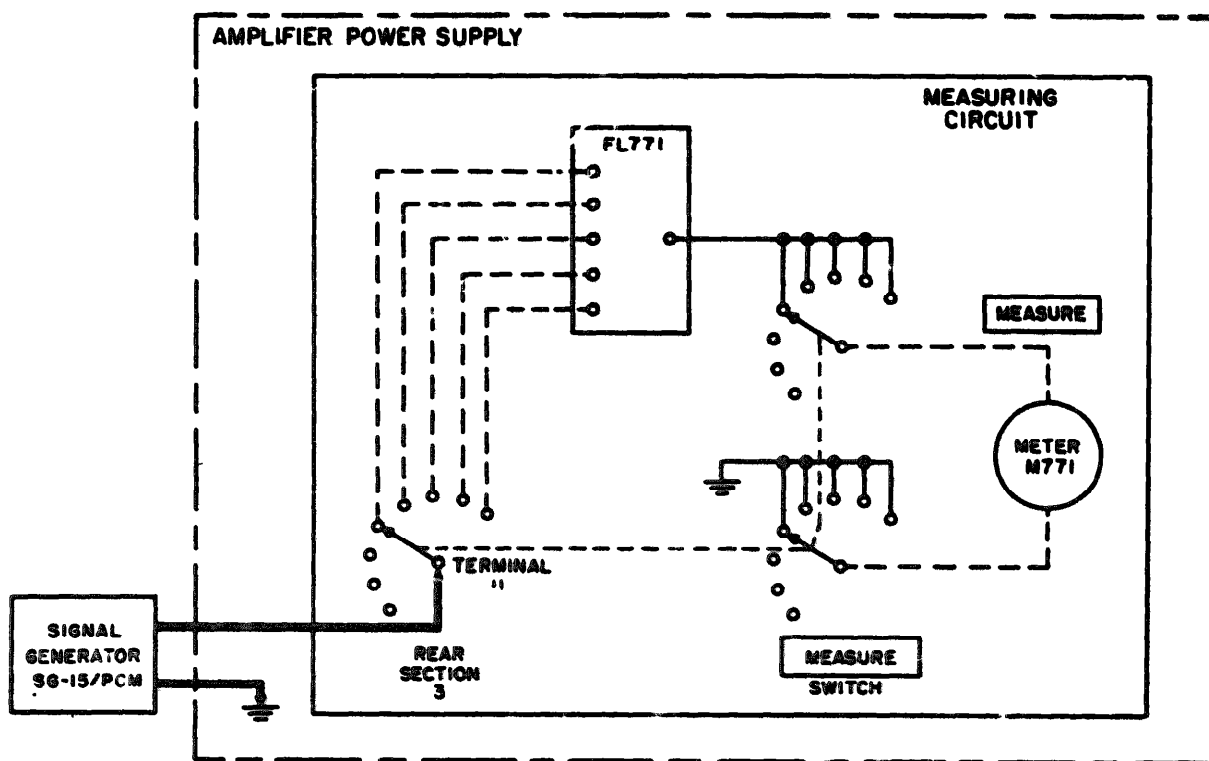 AMPLIFIER POWER SUPPLY
MEASURING
CIRCUIT
FL771
MEASURE
METER
M771
TERMINAL
11
SIGNAL
GENERATOR
SG-15/PCM
REAR
SECTION
3
MEASURE
SWITCH